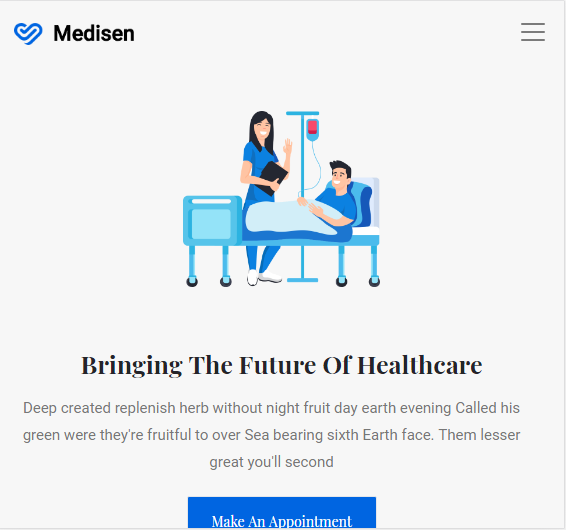 Medisen
Bringing The Future Of Healthcare
Deep created replenish herb without night fruit day earth evening Called his
green were they're fruitful to over Sea bearing sixth Earth face. Them lesser
great you'll second
Make An Appointment